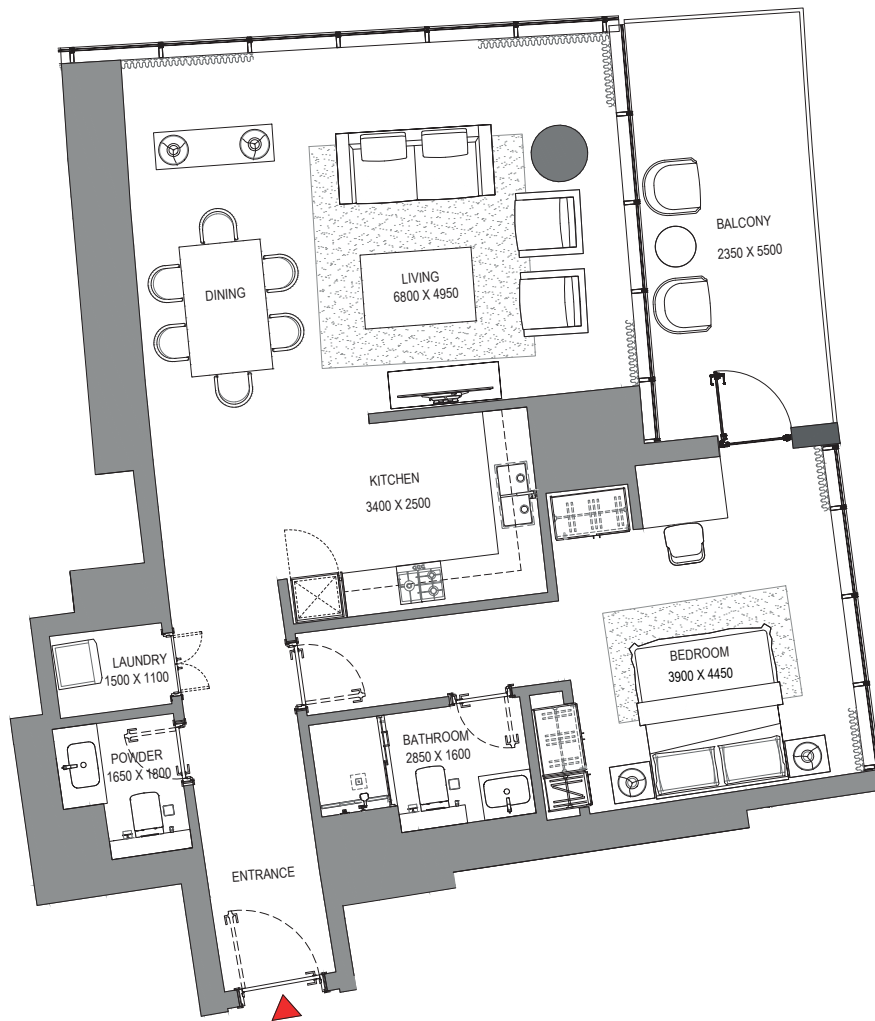 BALCONY
2350 X 5500
LIVING
6800 X 4950
DINING
KITCHEN
3400 X 2500
LAUNDRY
1500 X 1100
BEDROOM
3900 X 4450
POWDER
1650 X 1800
BATHROOM
2850 X 1600
ENTRANCE